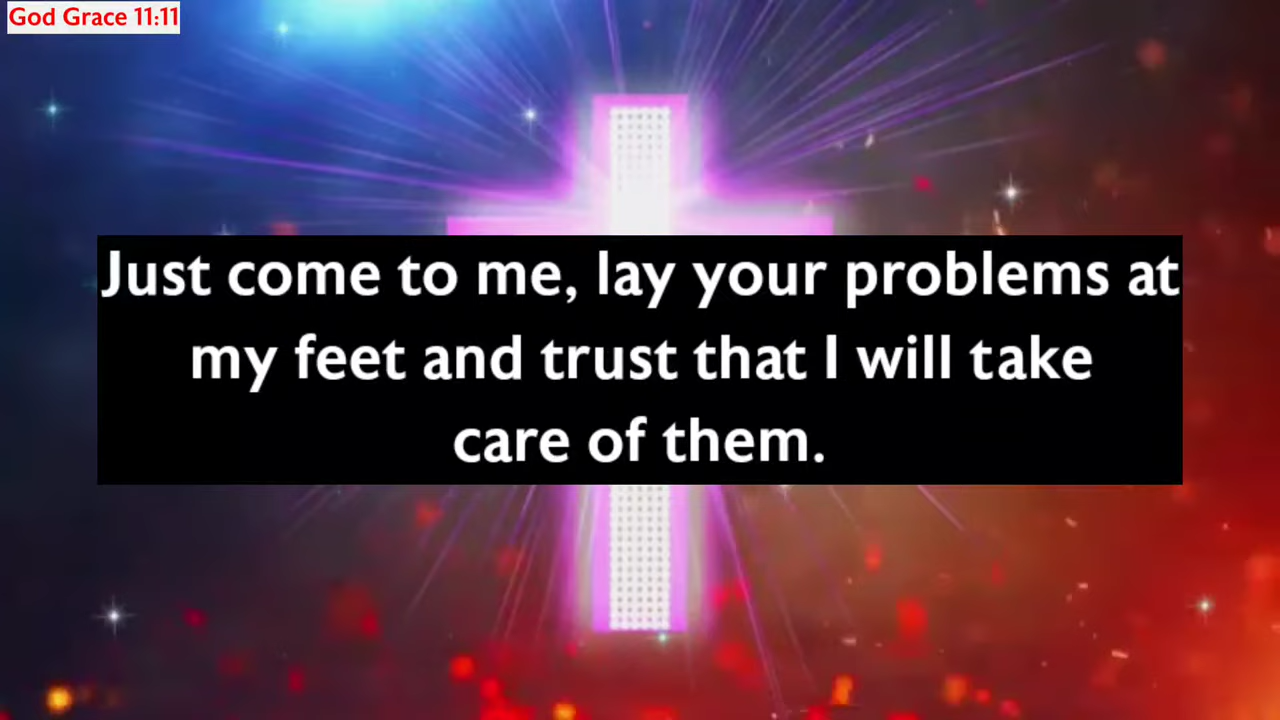 God Grace 11:11
Just come to me, lay your problems at
my feet and trust that I will take
care of them.